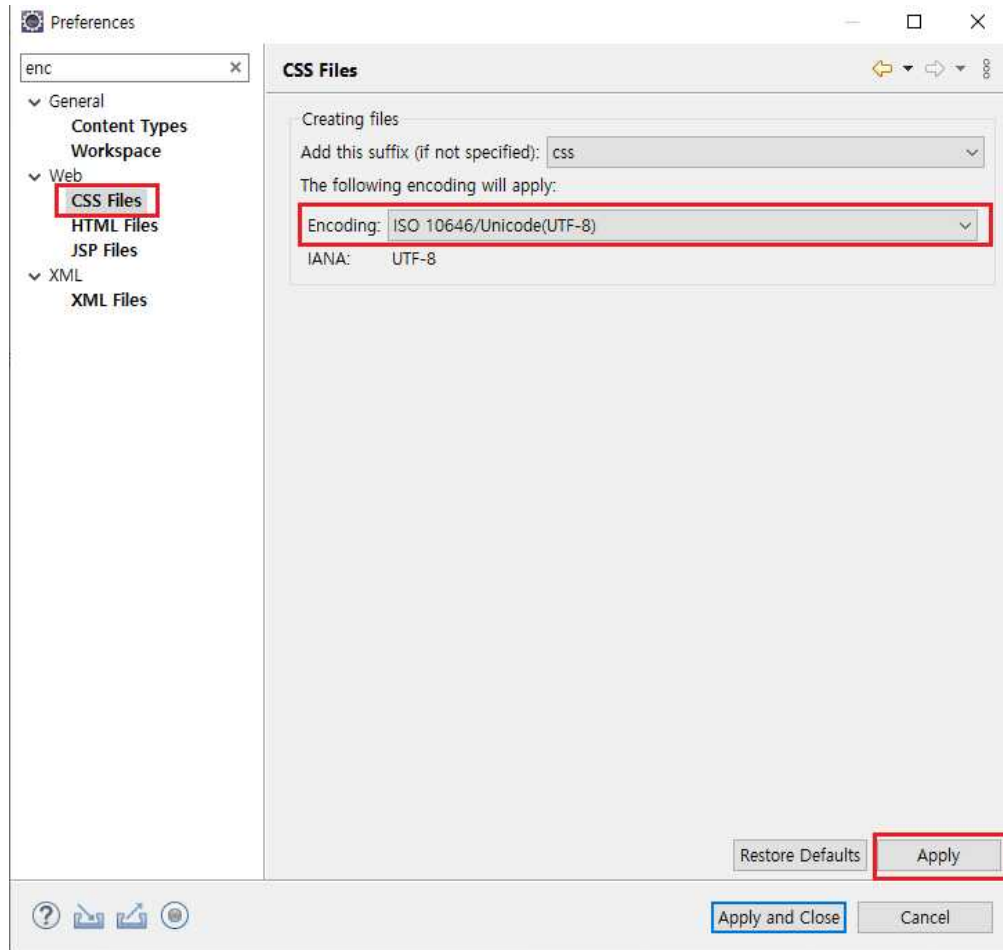 Preferences
enc
CSS Files
General
Content Types
Workspace
Web
CSS Files
HTML Files
JSP Files
XML
XML Files
Creating files
Add this suffix (if not specified): css
The following encoding will apply:
Encoding: ISO 10646/Unicode(UTF-8)
IANA: UTF-8
Restore Defaults Apply
Apply and Close Cancel